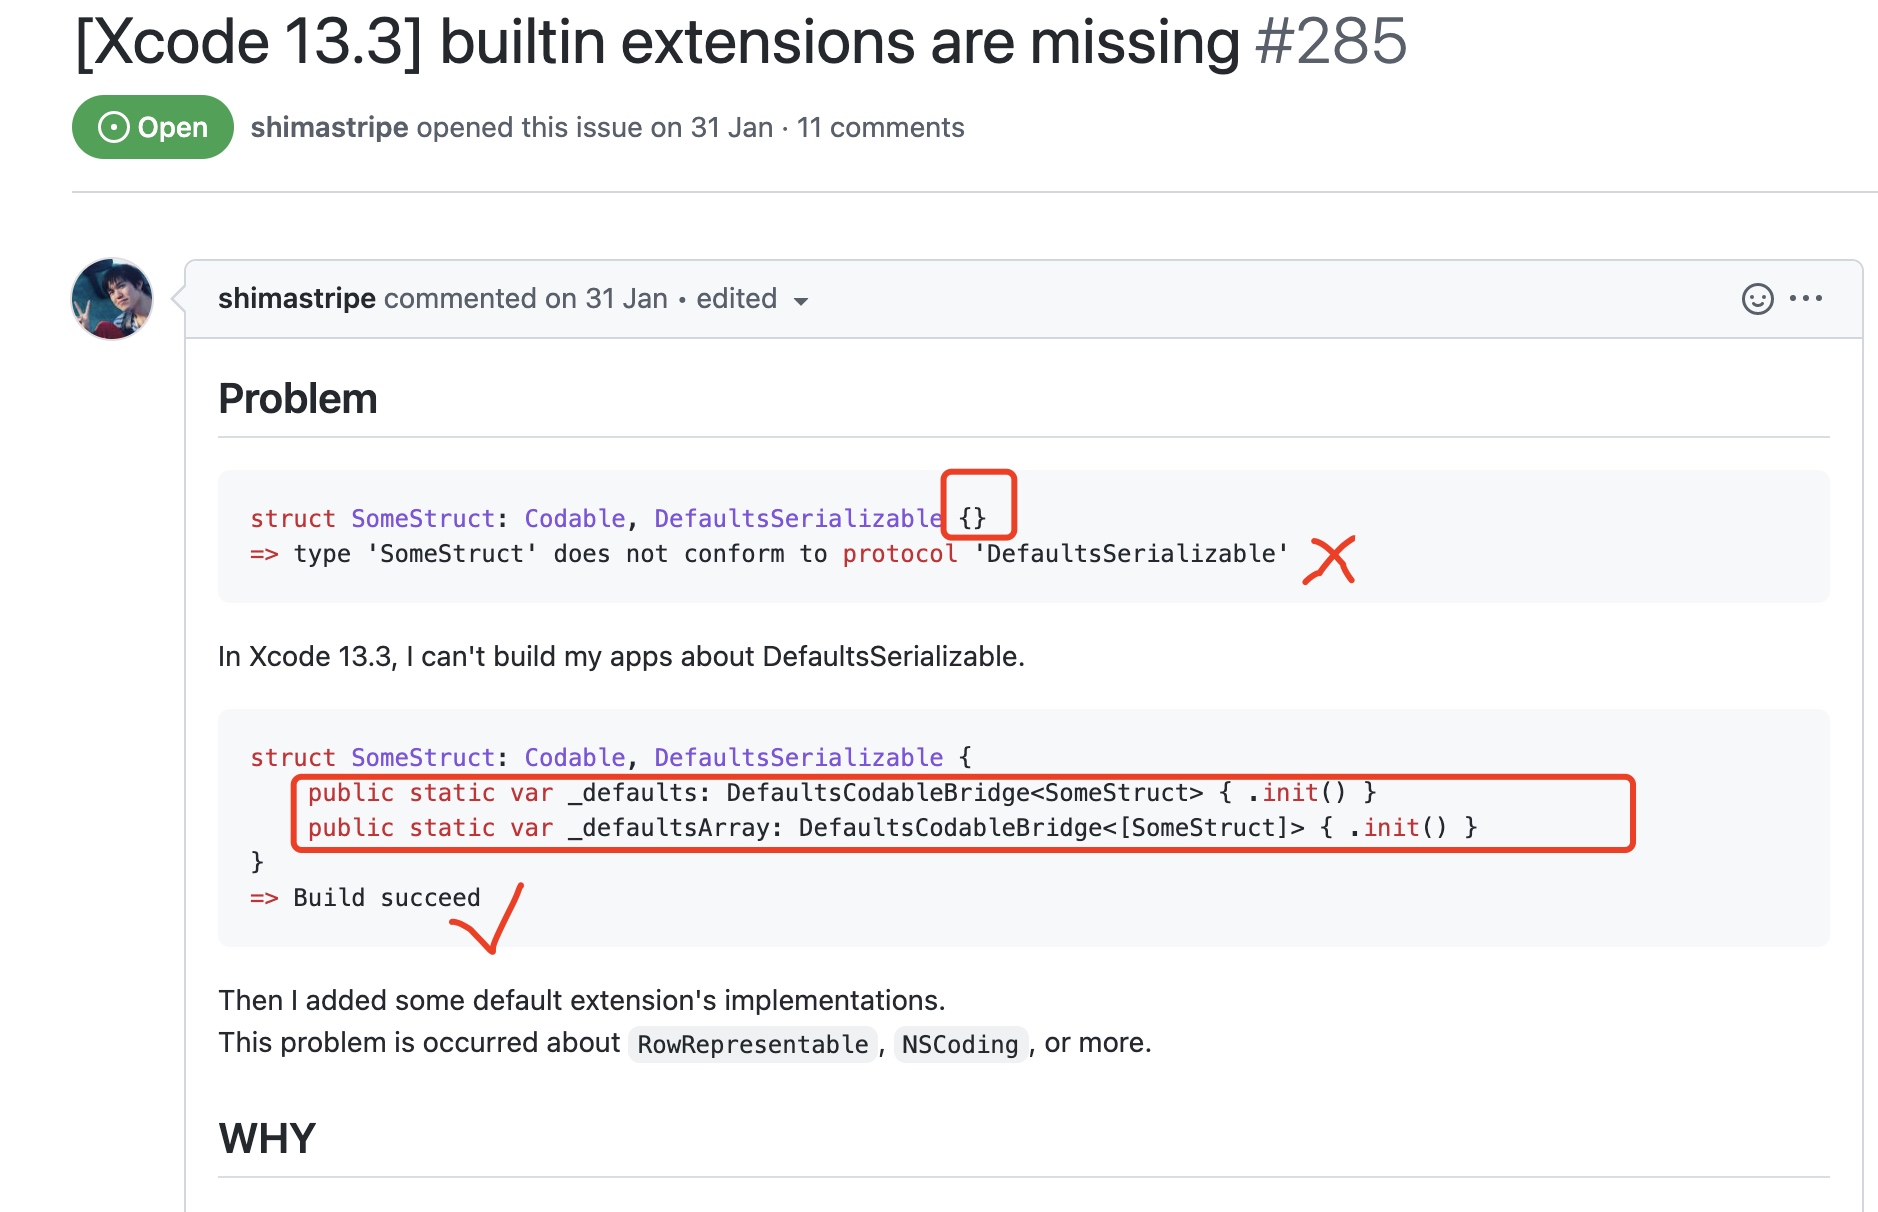 [Xcode 13.3] builtin extensions are missing #285
Open shimastripe opened this issue on 31 Jan · 11 comments
shimastripe commented on 31 Jan • edited
Problem
struct SomeStruct: Codable, DefaultsSerializable {}
=> type 'SomeStruct' does not conform to protocol 'DefaultsSerializable'
In Xcode 13.3, I can't build my apps about DefaultsSerializable.
struct SomeStruct: Codable, DefaultsSerializable {
    public static var _defaults: DefaultsCodableBridge<SomeStruct> { .init() }
    public static var _defaultsArray: DefaultsCodableBridge<[SomeStruct]> { .init() }
}
=> Build succeed
Then I added some default extension's implementations.
This problem is occurred about RowRepresentable, NSCoding, or more.
WHY